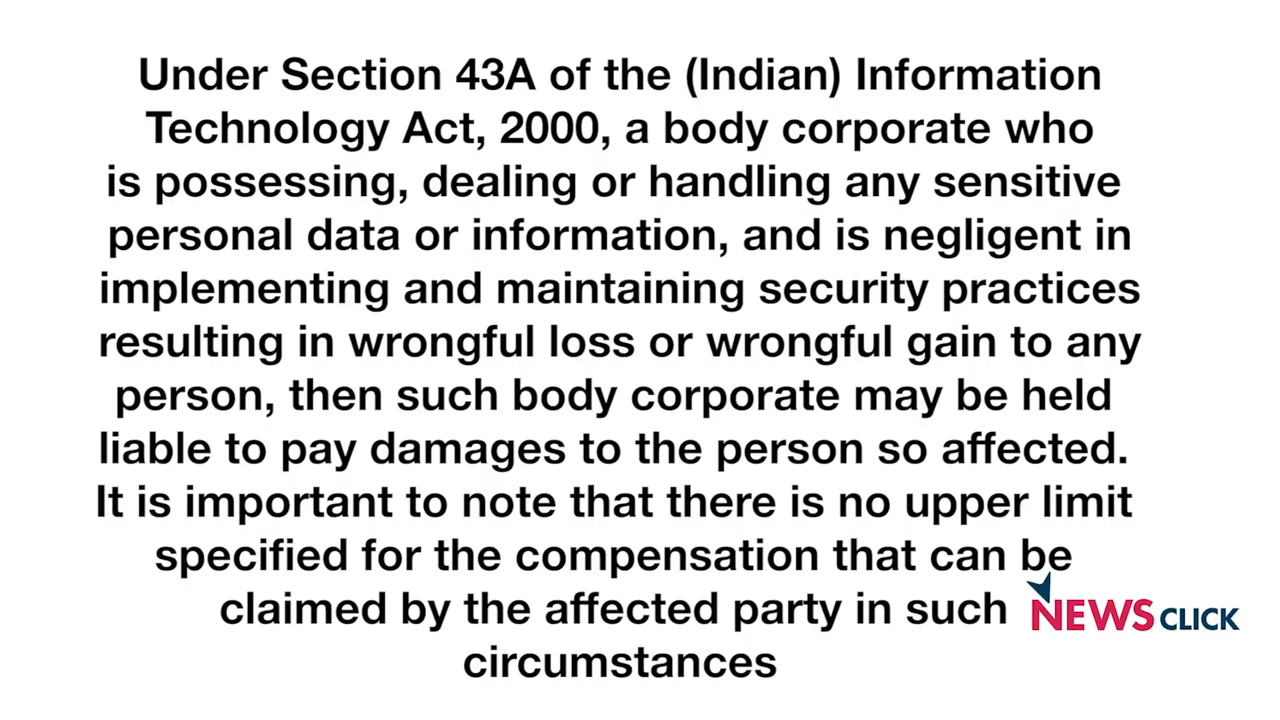 Under Section 43A of the (Indian) Information
Technology Act, 2000, a body corporate who
is possessing, dealing or handling any sensitive
personal data or information, and is negligent in
implementing and maintaining security practices
resulting in wrongful loss or wrongful gain to any
person, then such body corporate may be held
liable to pay damages to the person so affected.
It is important to note that there is no upper limit
specified for the compensation that can be
claimed by the affected party in such
circumstances
NEWSCLICK